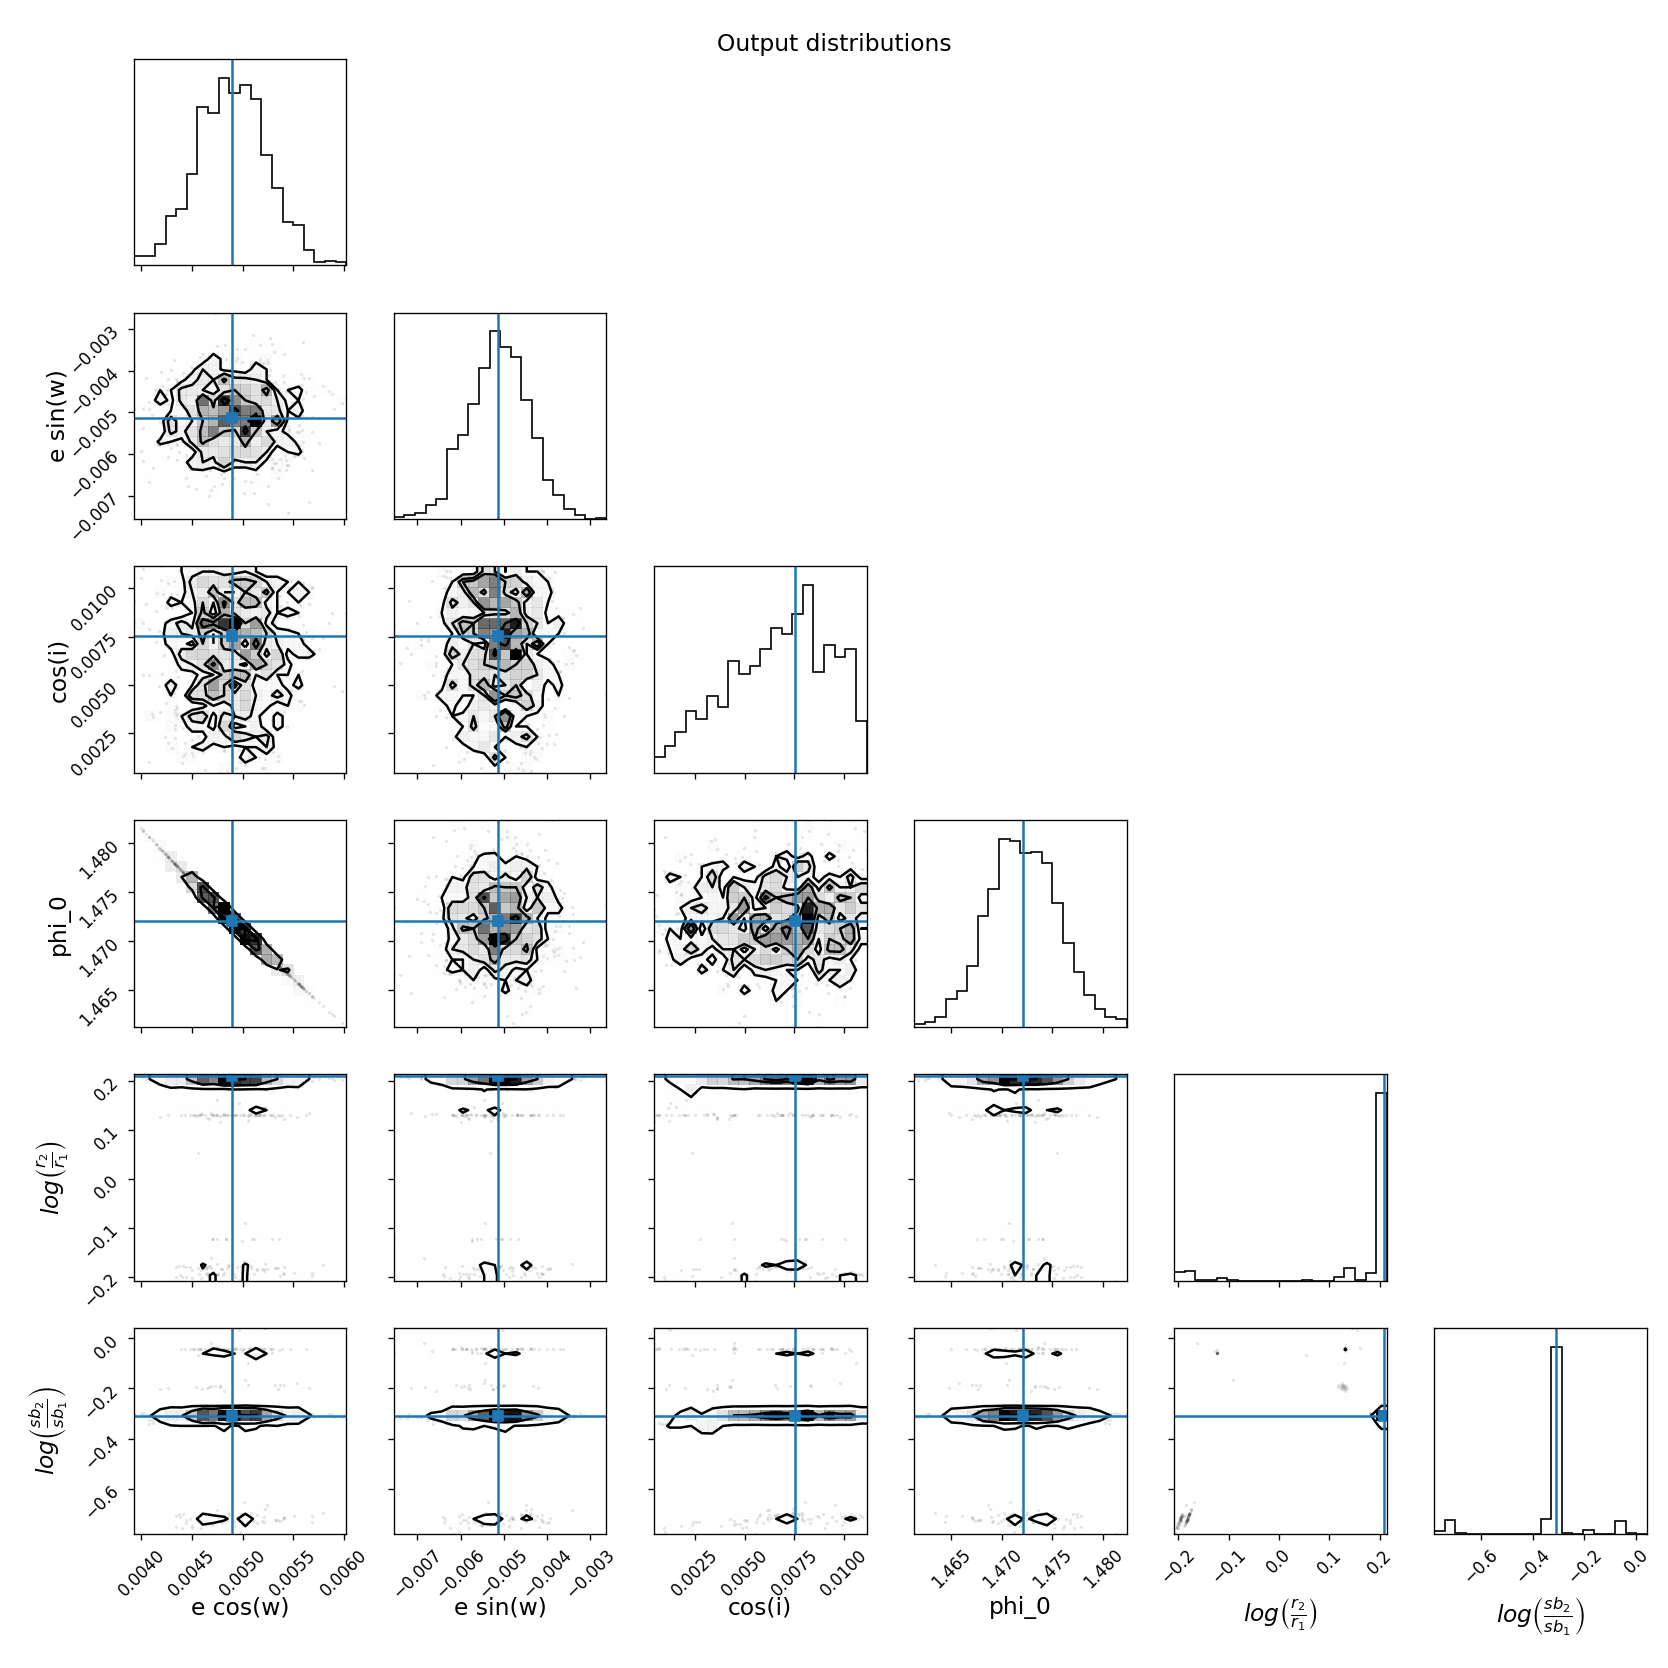 Output distributions
e sin(w)
−0.003
−0.004
−0.005
−0.006
−0.007
cos(i)
0.0100
0.0075
0.0050
0.0025
phi_0
1.480
1.475
1.470
1.465
log(r₂/r₁)
0.2
0.1
0.0
−0.1
−0.2
log(sb₂/sb₁)
0.0
−0.2
−0.4
−0.6
0.0040 0.0045 0.0050 0.0055 0.0060
−0.007 −0.006 −0.005 −0.004 −0.003
0.0025 0.0050 0.0075 0.0100
1.465 1.470 1.475 1.480
−0.2 −0.1 0.0 0.1 0.2
−0.6 −0.4 −0.2 0.0
e cos(w)
e sin(w)
cos(i)
phi_0
log(r₂/r₁)
log(sb₂/sb₁)